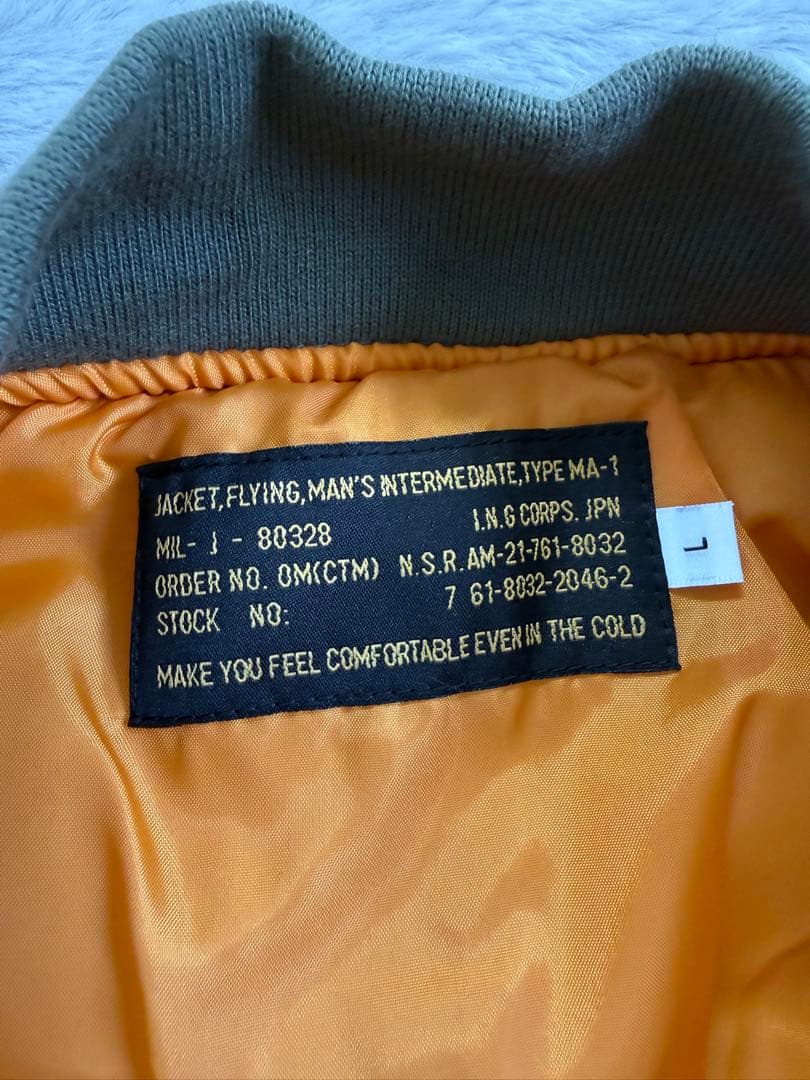 JACKET,FLYING,MAN'S INTERMEDIATE,TYPE MA-1
I.N.G CORPS. JPN
MIL- J - 80328
ORDER NO. OM(CTM) N.S.R.AM-21-761-8032
STOCK NO: 7 61-8032-2046-2
MAKE YOU FEEL COMFORTABLE EVEN IN THE COLD
L